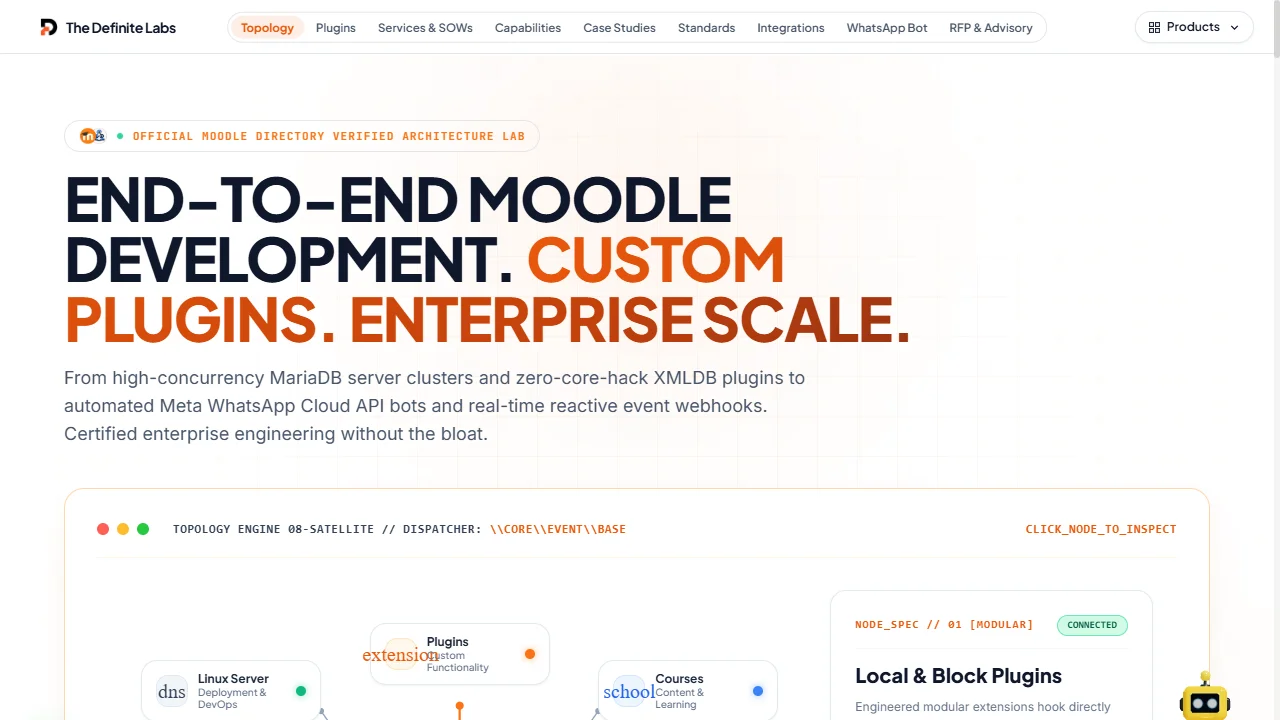 The Definite Labs
Topology
Plugins
Services & SOWs
Capabilities
Case Studies
Standards
Integrations
WhatsApp Bot
RFP & Advisory
Products
OFFICIAL MOODLE DIRECTORY VERIFIED ARCHITECTURE LAB
END-TO-END MOODLE
DEVELOPMENT. CUSTOM
PLUGINS. ENTERPRISE SCALE.
From high-concurrency MariaDB server clusters and zero-core-hack XMLDB plugins to
automated Meta WhatsApp Cloud API bots and real-time reactive event webhooks.
Certified enterprise engineering without the bloat.
TOPOLOGY ENGINE 08-SATELLITE // DISPATCHER: \\CORE\\EVENT\\BASE
CLICK_NODE_TO_INSPECT
extension
Plugins
Custom
Functionality
dns
Linux Server
Deployment &
DevOps
school
Courses
Content &
Learning
NODE_SPEC // 01 [MODULAR]
CONNECTED
Local & Block Plugins
Engineered modular extensions hook directly